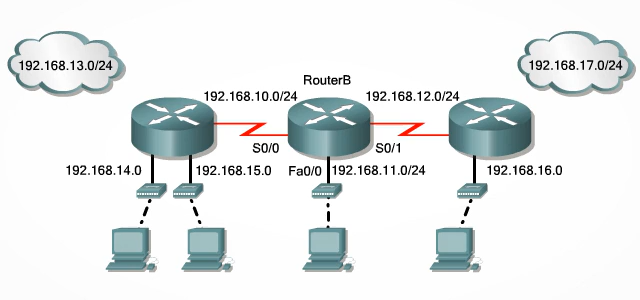 192.168.13.0/24
192.168.17.0/24
RouterB
192.168.10.0/24
192.168.12.0/24
S0/0
S0/1
192.168.14.0
192.168.15.0
Fa0/0
192.168.11.0/24
192.168.16.0